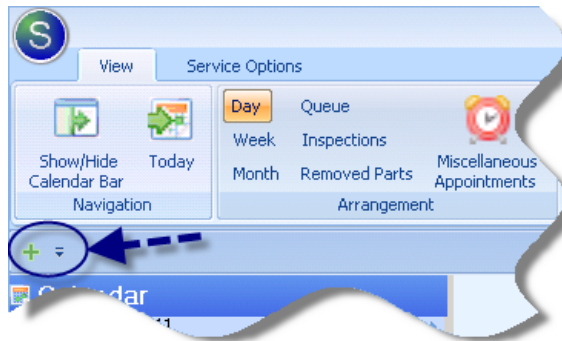 S
View Service Options
Day Queue
Week Inspections
Show/Hide Today Miscellaneous
Calendar Bar Month Removed Parts Appointments
Navigation Arrangement
11